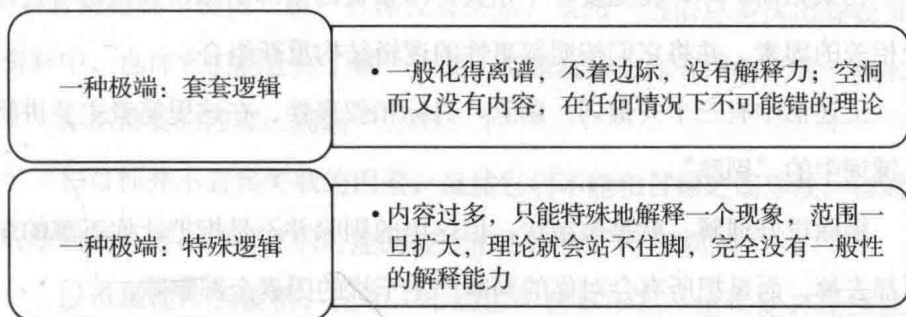 一种极端：套套逻辑
• 一般化得离谱，不着边际，没有解释力；空洞
而又没有内容，在任何情况下不可能错的理论
一种极端：特殊逻辑
• 内容过多，只能特殊地解释一个现象，范围一
旦扩大，理论就会站不住脚，完全没有一般性
的解释能力